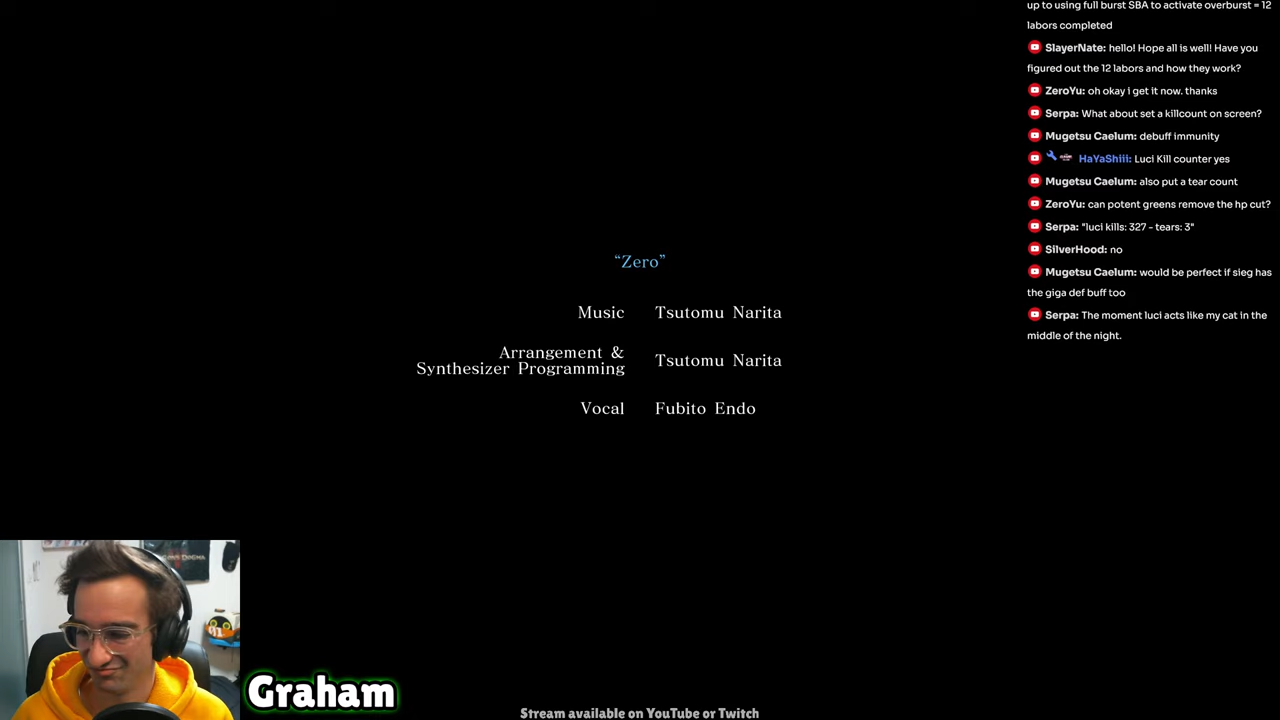 up to using full burst SBA to activate overburst = 12
labors completed
SlayerNate: hello! Hope all is well! Have you
figured out the 12 labors and how they work?
ZeroYu: oh okay i get it now. thanks
Serpa: What about set a killcount on screen?
Mugetsu Caelum: debuff immunity
HaYaShiii: Luci Kill counter yes
Mugetsu Caelum: also put a tear count
ZeroYu: can potent greens remove the hp cut?
Serpa: "luci kills: 327 - tears: 3"
SilverHood: no
Mugetsu Caelum: would be perfect if sieg has
the giga def buff too
Serpa: The moment luci acts like my cat in the
middle of the night.
“Zero”
Music Tsutomu Narita
Arrangement &
Synthesizer Programming Tsutomu Narita
Vocal Fubito Endo
Graham
Stream available on YouTube or Twitch